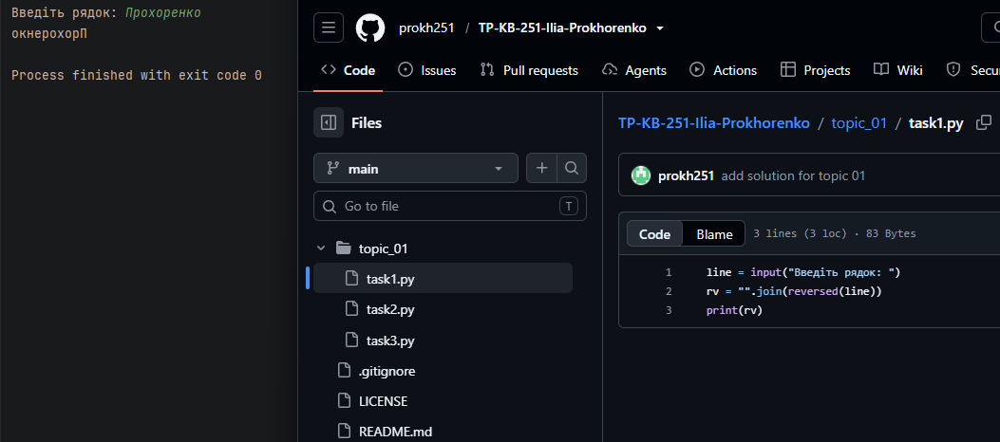 Введіть рядок: Прохоренко
окнерохорП
Process finished with exit code 0
prokh251 / TP-KB-251-Ilia-Prokhorenko
Code Issues Pull requests Agents Actions Projects Wiki
Files
main
Go to file T
topic_01
task1.py
task2.py
task3.py
.gitignore
LICENSE
README.md
TP-KB-251-Ilia-Prokhorenko / topic_01 / task1.py
prokh251 add solution for topic 01
Code Blame 3 lines (3 loc) · 83 Bytes
1 line = input("Введіть рядок: ")
2 rv = "".join(reversed(line))
3 print(rv)